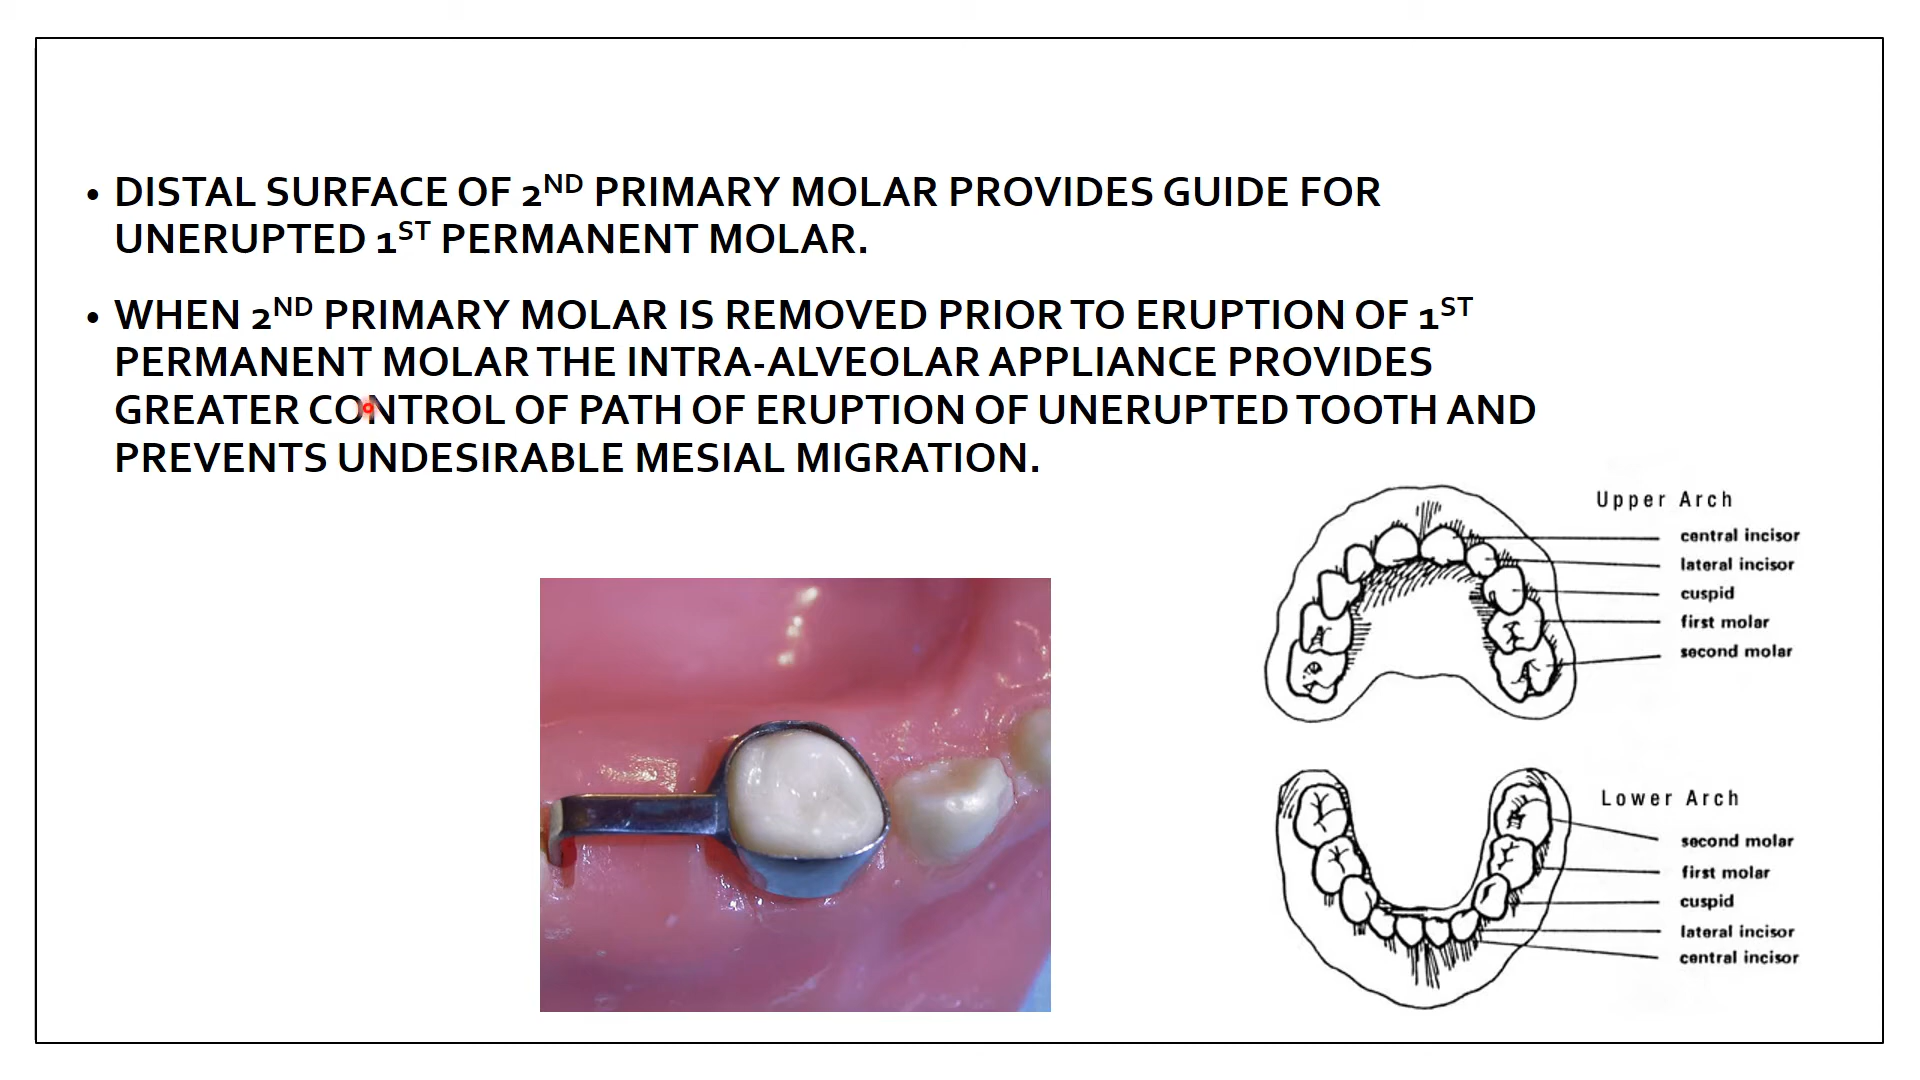 • DISTAL SURFACE OF 2ND PRIMARY MOLAR PROVIDES GUIDE FOR
UNERUPTED 1ST PERMANENT MOLAR.
• WHEN 2ND PRIMARY MOLAR IS REMOVED PRIOR TO ERUPTION OF 1ST
PERMANENT MOLAR THE INTRA-ALVEOLAR APPLIANCE PROVIDES
GREATER CONTROL OF PATH OF ERUPTION OF UNERUPTED TOOTH AND
PREVENTS UNDESIRABLE MESIAL MIGRATION.
Upper Arch
central incisor
lateral incisor
cuspid
first molar
second molar
Lower Arch
second molar
first molar
cuspid
lateral incisor
central incisor